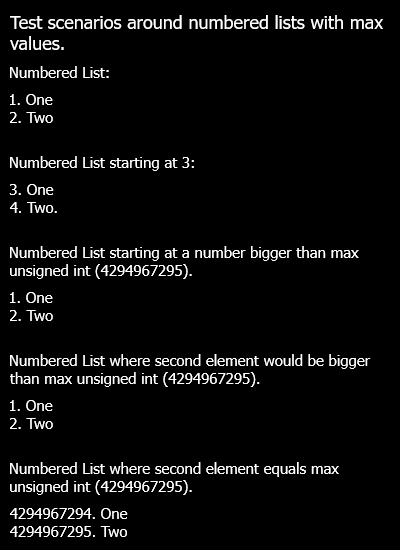 Test scenarios around numbered lists with max
values.
Numbered List:
1. One
2. Two
Numbered List starting at 3:
3. One
4. Two.
Numbered List starting at a number bigger than max
unsigned int (4294967295).
1. One
2. Two
Numbered List where second element would be bigger
than max unsigned int (4294967295).
1. One
2. Two
Numbered List where second element equals max
unsigned int (4294967295).
4294967294. One
4294967295. Two